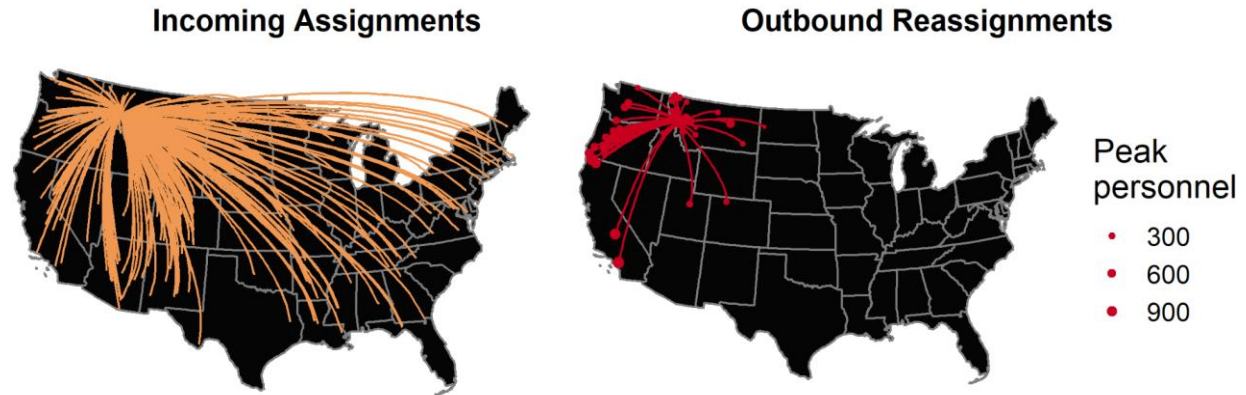 Incoming Assignments
Outbound Reassignments
Peak
personnel
300
600
900